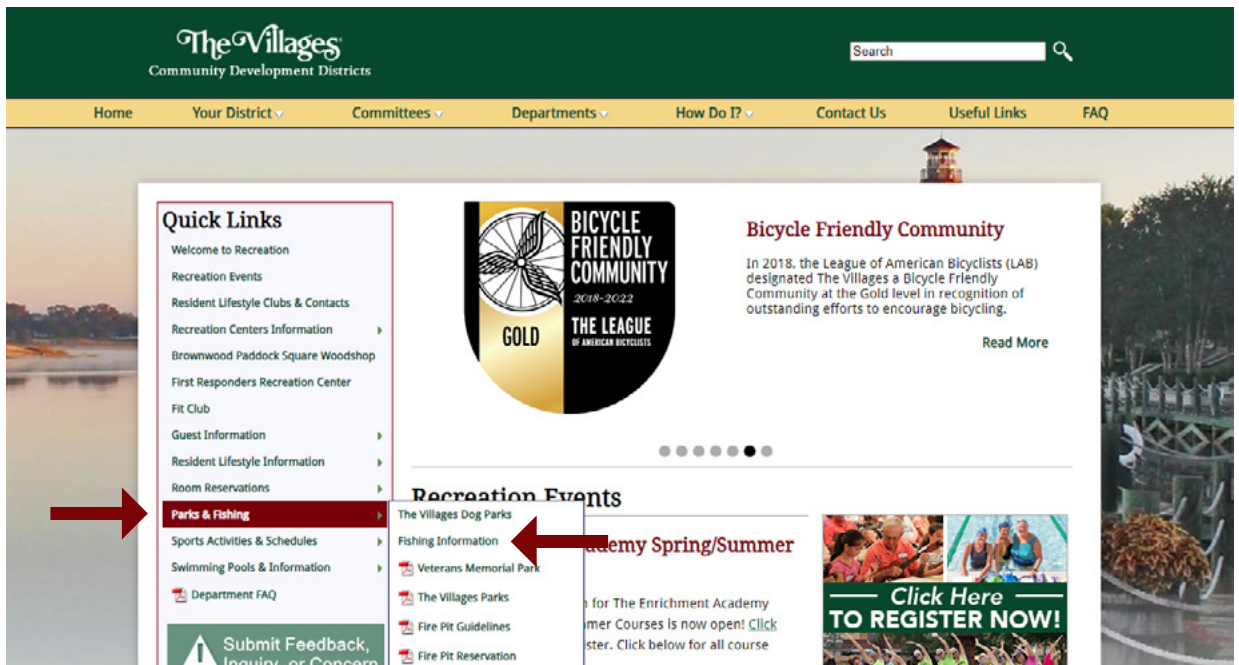 The Villages
Community Development Districts
Search
Home Your District Committees Departments How Do I? Contact Us Useful Links FAQ
Quick Links
Welcome to Recreation
Recreation Events
Resident Lifestyle Clubs & Contacts
Recreation Centers Information
Brownwood Paddock Square Woodshop
First Responders Recreation Center
Fit Club
Guest Information
Resident Lifestyle Information
Room Reservations
Parks & Fishing
Sports Activities & Schedules
Swimming Pools & Information
Department FAQ
Submit Feedback,
Inquiry, or Concern
The Villages Dog Parks
Fishing Information
Veterans Memorial Park
The Villages Parks
Fire Pit Guidelines
Fire Pit Reservation
BICYCLE
FRIENDLY
COMMUNITY
2018-2022
GOLD
THE LEAGUE
OF AMERICAN BICYCLISTS
Bicycle Friendly Community
In 2018, the League of American Bicyclists (LAB)
designated The Villages a Bicycle Friendly
Community at the Gold level in recognition of
outstanding efforts to encourage bicycling.
Read More
Recreation Events
ademy Spring/Summer
n for The Enrichment Academy
mer Courses is now open! Click
ster. Click below for all course
Click Here
TO REGISTER NOW!